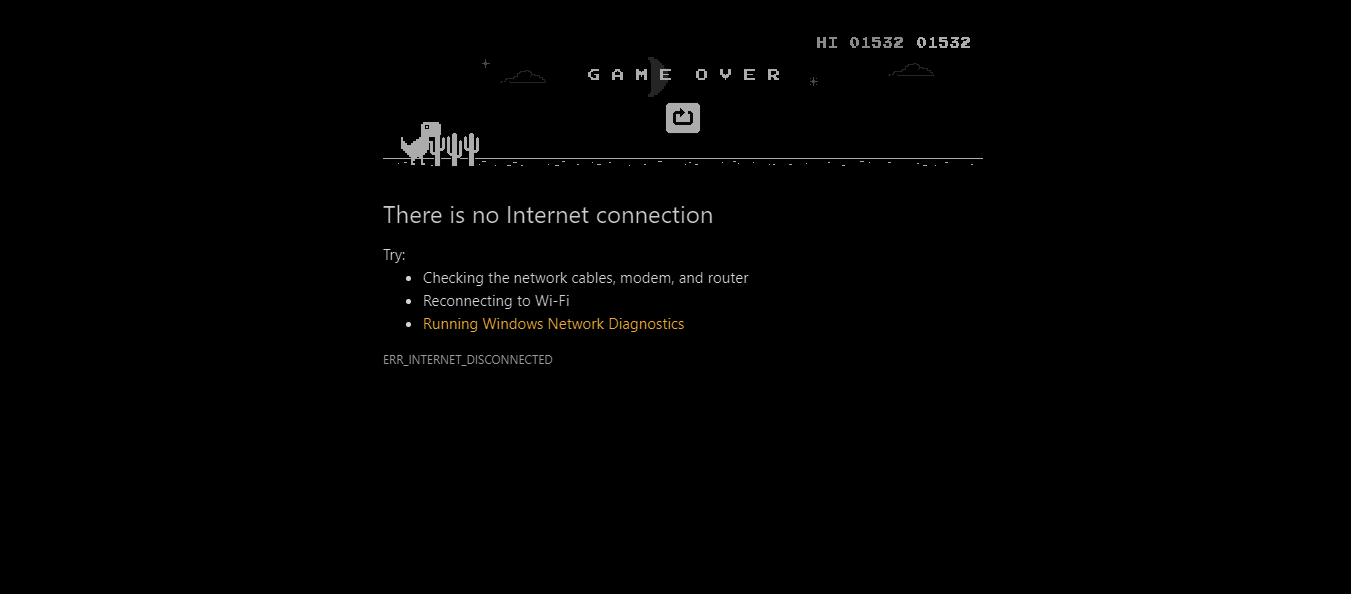 HI 01532 01532
GAME OVER
There is no Internet connection
Try:
Checking the network cables, modem, and router
Reconnecting to Wi-Fi
Running Windows Network Diagnostics
ERR_INTERNET_DISCONNECTED